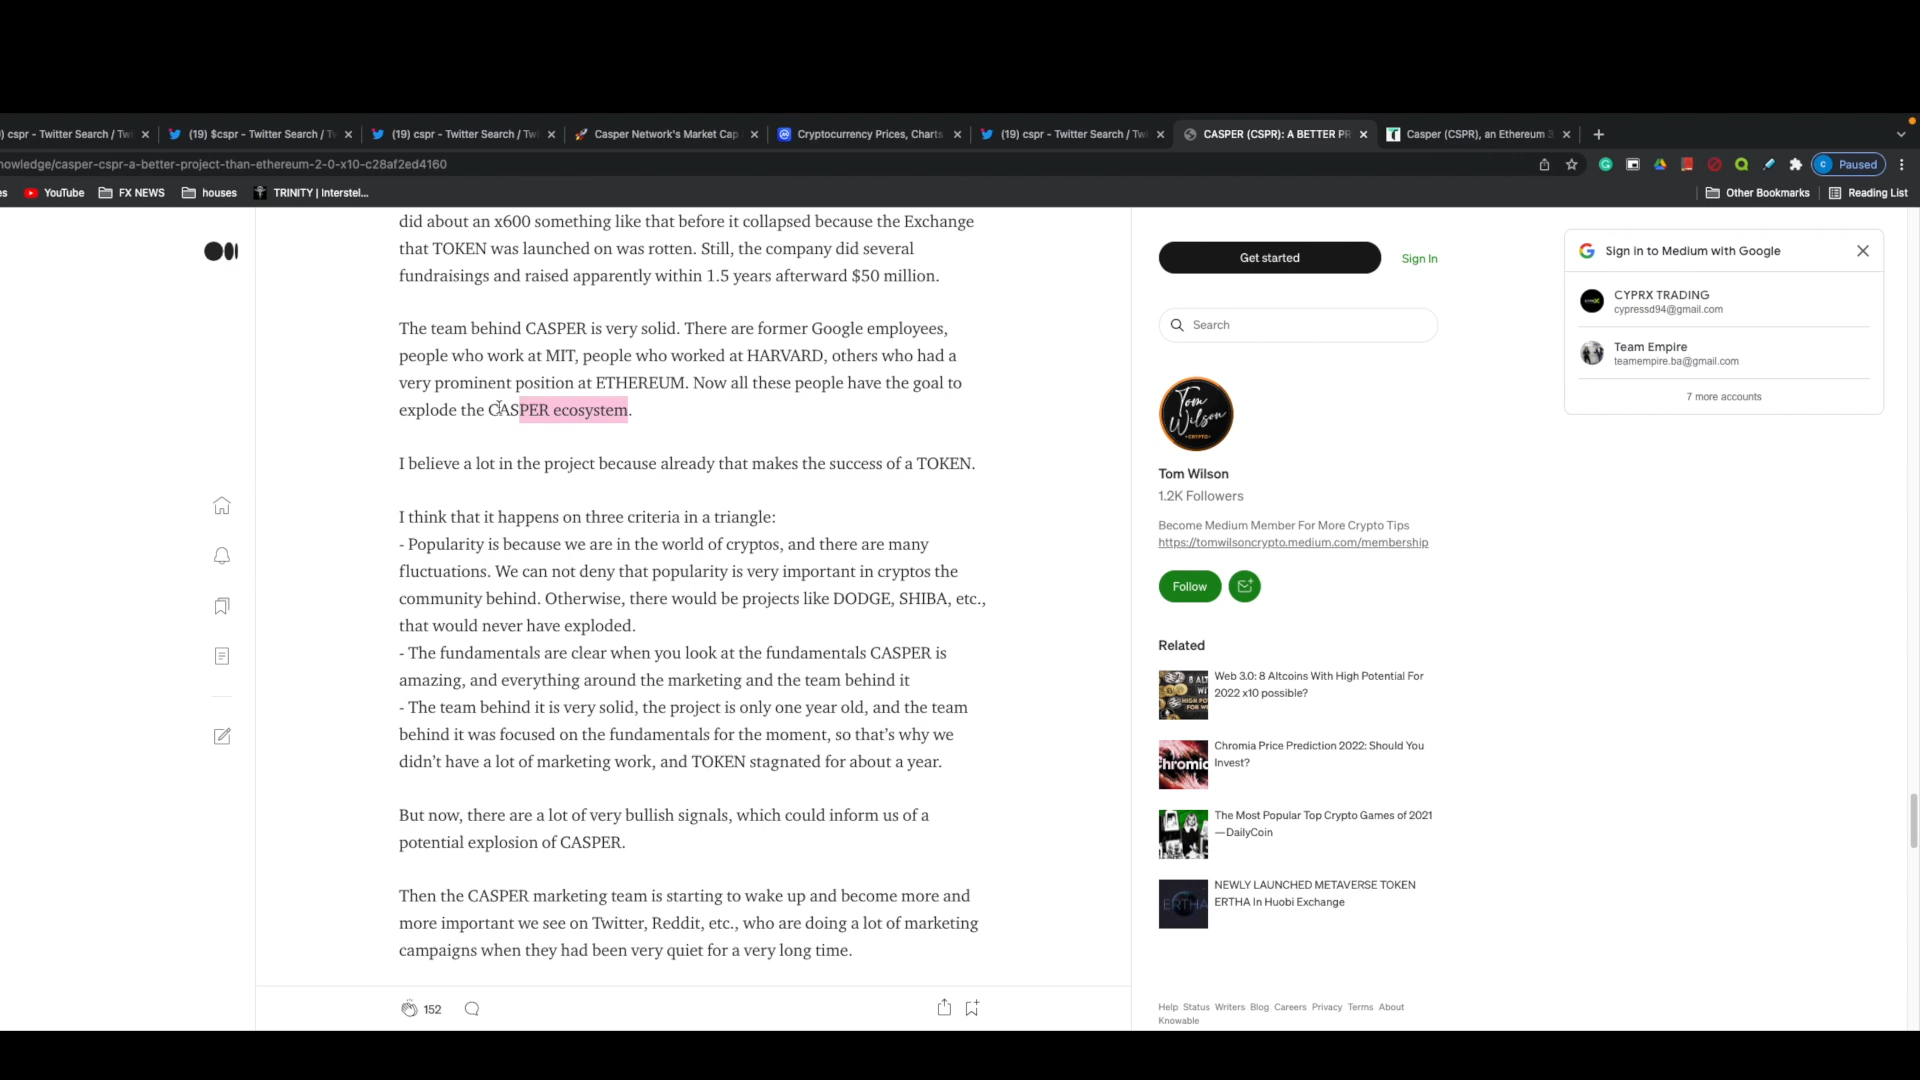 ) cspr - Twitter Search / Twi
(19) $cspr - Twitter Search / Tw
(19) cspr - Twitter Search / Twi
Casper Network's Market Cap
Cryptocurrency Prices, Charts
(19) cspr - Twitter Search / Twi
CASPER (CSPR): A BETTER PR
Casper (CSPR), an Ethereum 3
nowledge/casper-cspr-a-better-project-than-ethereum-2-0-x10-c28af2ed4160
C Paused
es
YouTube
FX NEWS
houses
TRINITY | Interstel...
Other Bookmarks
Reading List
did about an x600 something like that before it collapsed because the Exchange
that TOKEN was launched on was rotten. Still, the company did several
fundraisings and raised apparently within 1.5 years afterward $50 million.
The team behind CASPER is very solid. There are former Google employees,
people who work at MIT, people who worked at HARVARD, others who had a
very prominent position at ETHEREUM. Now all these people have the goal to
explode the CASPER ecosystem.
I believe a lot in the project because already that makes the success of a TOKEN.
I think that it happens on three criteria in a triangle:
- Popularity is because we are in the world of cryptos, and there are many
fluctuations. We can not deny that popularity is very important in cryptos the
community behind. Otherwise, there would be projects like DODGE, SHIBA, etc.,
that would never have exploded.
- The fundamentals are clear when you look at the fundamentals CASPER is
amazing, and everything around the marketing and the team behind it
- The team behind it is very solid, the project is only one year old, and the team
behind it was focused on the fundamentals for the moment, so that's why we
didn't have a lot of marketing work, and TOKEN stagnated for about a year.
But now, there are a lot of very bullish signals, which could inform us of a
potential explosion of CASPER.
Then the CASPER marketing team is starting to wake up and become more and
more important we see on Twitter, Reddit, etc., who are doing a lot of marketing
campaigns when they had been very quiet for a very long time.
152
Get started
Sign In
Search
Tom
Wilson
CRYPTO
Tom Wilson
1.2K Followers
Become Medium Member For More Crypto Tips
https://tomwilsoncrypto.medium.com/membership
Follow
Related
Web 3.0: 8 Altcoins With High Potential For
2022 x10 possible?
Chromia Price Prediction 2022: Should You
Invest?
The Most Popular Top Crypto Games of 2021
—DailyCoin
NEWLY LAUNCHED METAVERSE TOKEN
ERTHA In Huobi Exchange
Help Status Writers Blog Careers Privacy Terms About
Knowable
Sign in to Medium with Google
CYPRX TRADING
cypressd94@gmail.com
Team Empire
teamempire.ba@gmail.com
7 more accounts